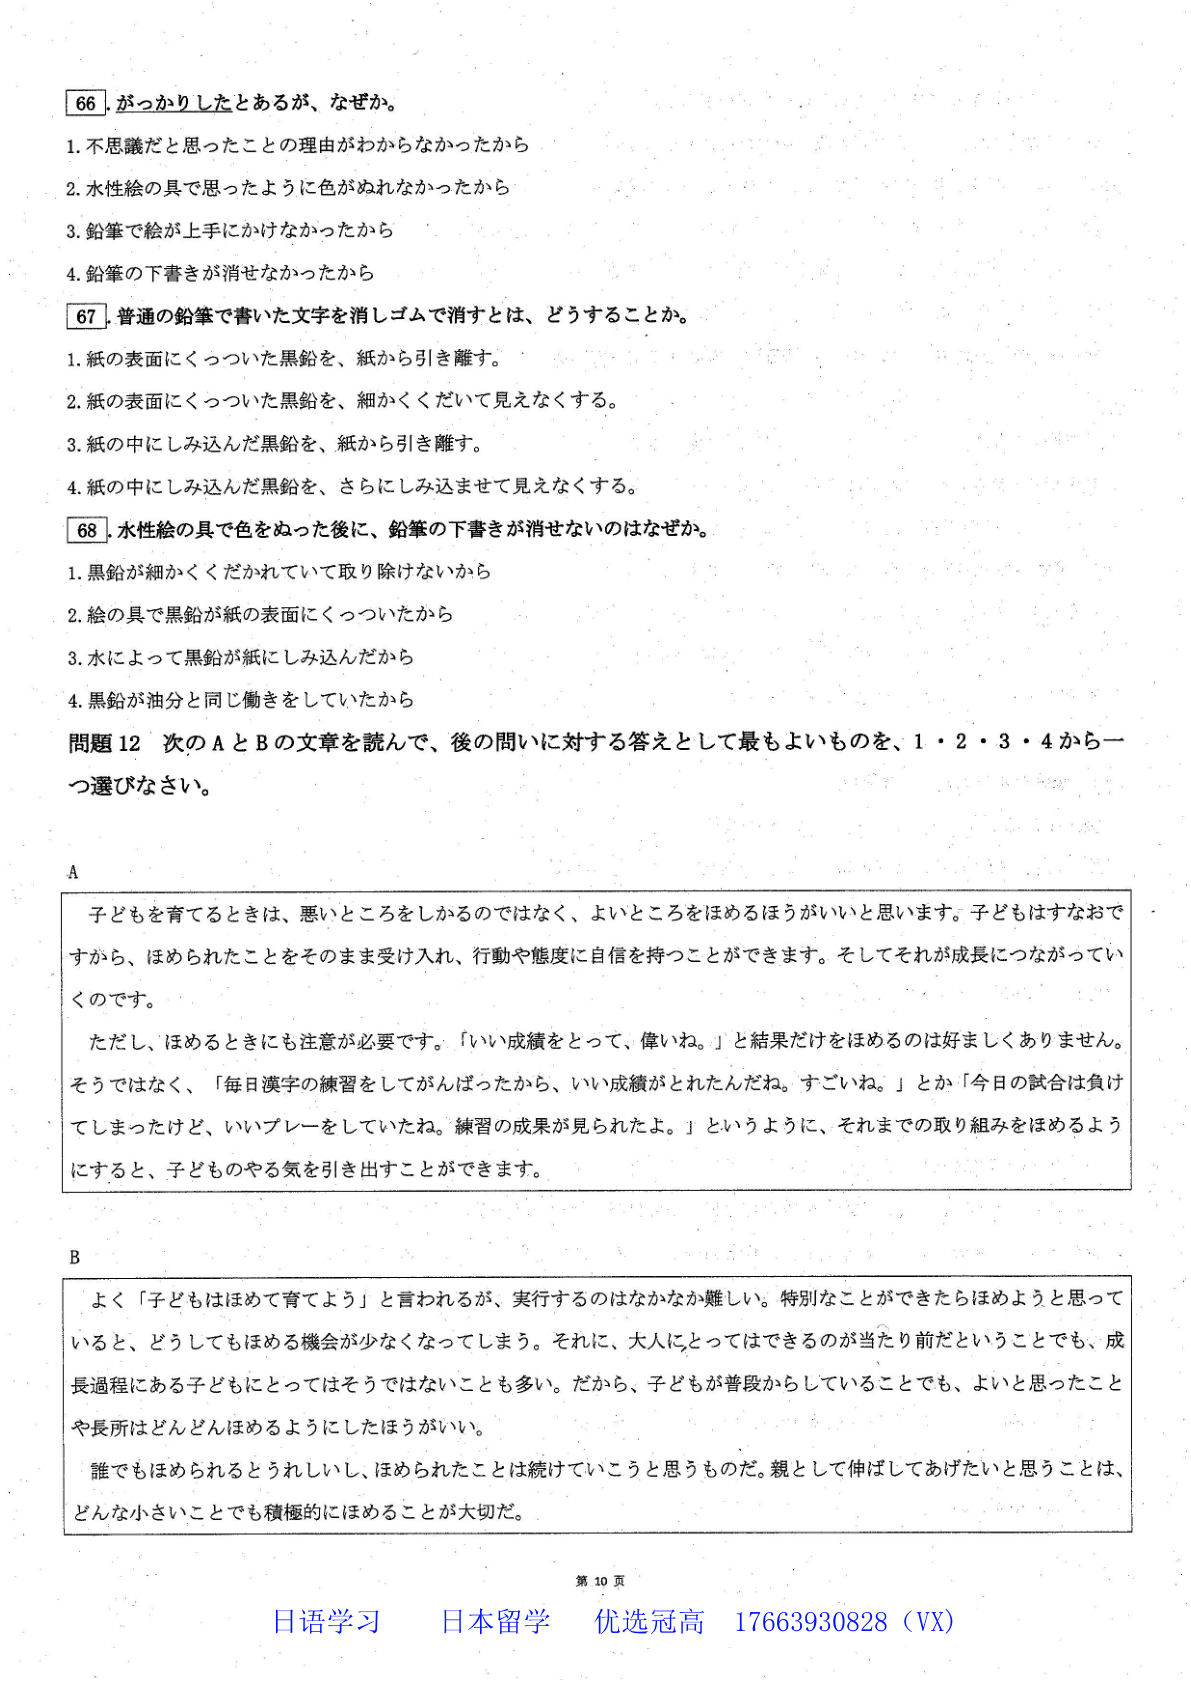 66. がっかりしたとあるが、なぜか。
1. 不思議だと思ったことの理由がわからなかったから
2. 水性絵の具で思ったように色がぬれなかったから
3. 鉛筆で絵が上手にかけなかったから
4. 鉛筆の下書きが消せなかったから
67. 普通の鉛筆で書いた文字を消しゴムで消すとは、どうすることか。
1. 紙の表面にくっついた黒鉛を、紙から引き離す。
2. 紙の表面にくっついた黒鉛を、細かくくだいて見えなくする。
3. 紙の中にしみ込んだ黒鉛を、紙から引き離す。
4. 紙の中にしみ込んだ黒鉛を、さらにしみ込ませて見えなくする。
68. 水性絵の具で色をぬった後に、鉛筆の下書きが消せないのはなぜか。
1. 黒鉛が細かくくだかれていて取り除けないから
2. 絵の具で黒鉛が紙の表面にくっついたから
3. 水によって黒鉛が紙にしみ込んだから
4. 黒鉛が油分と同じ働きをしていたから
問題12　次のAとBの文章を読んで、後の問いに対する答えとして最もよいものを、1・2・3・4から一
つ選びなさい。
A
子どもを育てるときは、悪いところをしかるのではなく、よいところをほめるほうがいいと思います。子どもはすなおで
すから、ほめられたことをそのまま受け入れ、行動や態度に自信を持つことができます。そしてそれが成長につながってい
くのです。
ただし、ほめるときにも注意が必要です。「いい成績をとって、偉いね。」と結果だけをほめるのは好ましくありません。
そうではなく、「毎日漢字の練習をしてがんばったから、いい成績がとれたんだね。すごいね。」とか「今日の試合は負け
てしまったけど、いいプレーをしていたね。練習の成果が見られたよ。」というように、それまでの取り組みをほめるよう
にすると、子どものやる気を引き出すことができます。
B
よく「子どもはほめて育てよう」と言われるが、実行するのはなかなか難しい。特別なことができたらほめようと思って
いると、どうしてもほめる機会が少なくなってしまう。それに、大人にとってはできるのが当たり前だということでも、成
長過程にある子どもにとってはそうではないことも多い。だから、子どもが普段からしていることでも、よいと思ったこと
や長所はどんどんほめるようにしたほうがいい。
誰でもほめられるとうれしいし、ほめられたことは続けていこうと思うものだ。親として伸ばしてあげたいと思うことは、
どんな小さいことでも積極的にほめることが大切だ。
第 10 页
日语学习　日本留学　优选冠高　17663930828（VX）